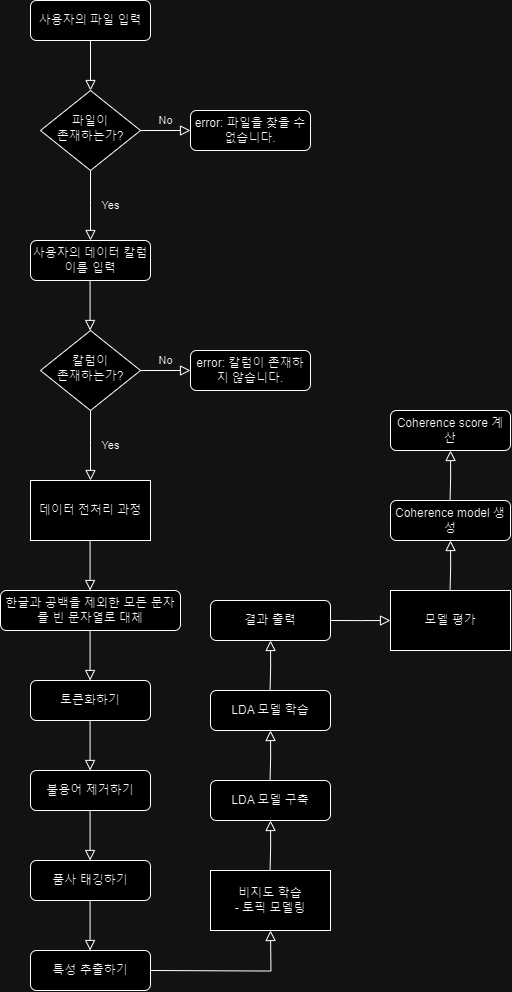 사용자의 파일 입력
파일이
존재하는가?
No
error: 파일을 찾을 수
없습니다.
Yes
사용자의 데이터 칼럼
이를 입력
칼럼이
존재하는가?
No
error: 칼럼이 존재하
지 않습니다.
Yes
데이터 전처리 과정
한글과 공백을 제외한 모든 문자
를 빈 문자열로 대체
토큰화하기
불용어 제거하기
품사 태깅하기
특성 추출하기
비지도 학습
- 토픽 모델링
LDA 모델 구축
LDA 모델 학습
결과 출력
모델 평가
Coherence model 생
성
Coherence score 계
산